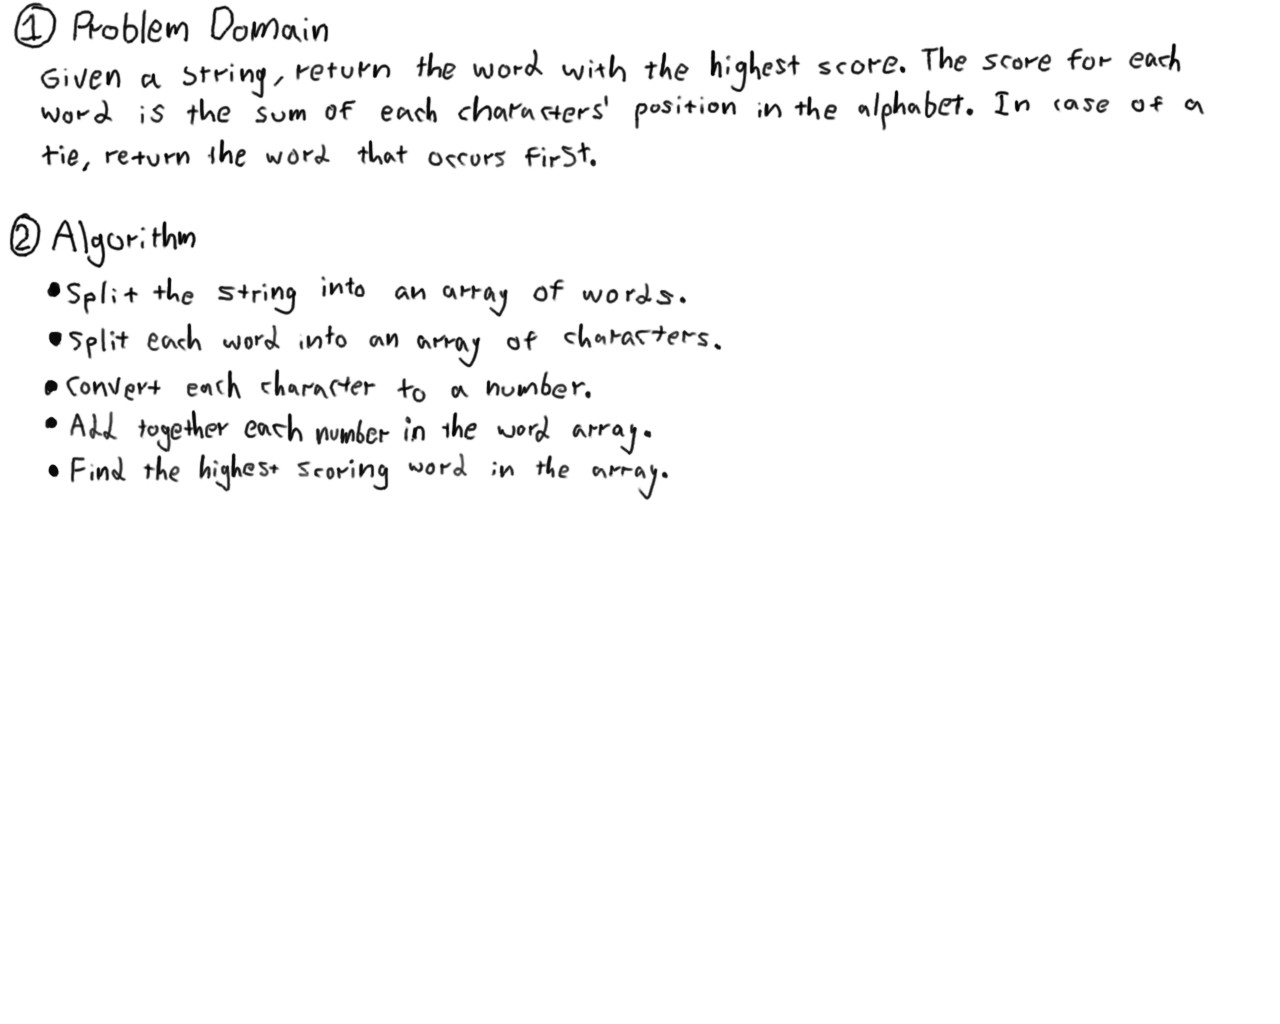 ① Problem Domain
Given a string, return the word with the highest score. The score for each
word is the sum of each characters' position in the alphabet. In case of a
tie, return the word that occurs first.
② Algorithm
• Split the string into an array of words.
• Split each word into an array of characters.
• Convert each character to a number.
• Add together each number in the word array.
• Find the highest scoring word in the array.